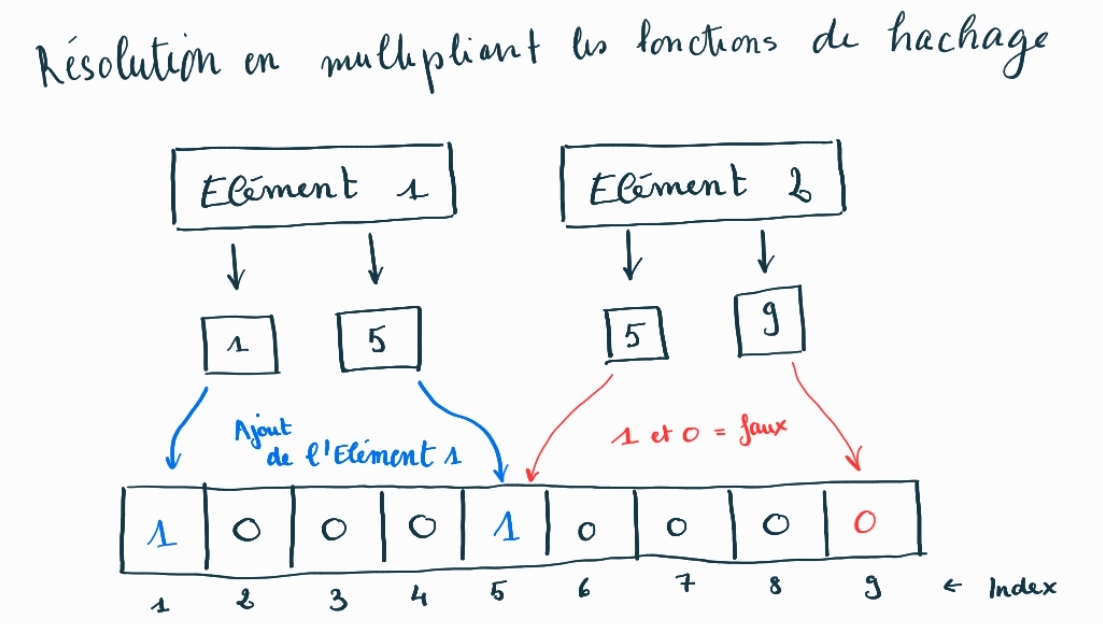 Résolution en multipliant les fonctions de hachage
Elément 1
Elément 2
1
5
5
9
Ajout
de l'Elément 1
1 et 0 = faux
1 0 0 0 1 0 0 0 0
1 2 3 4 5 6 7 8 9 ← Index